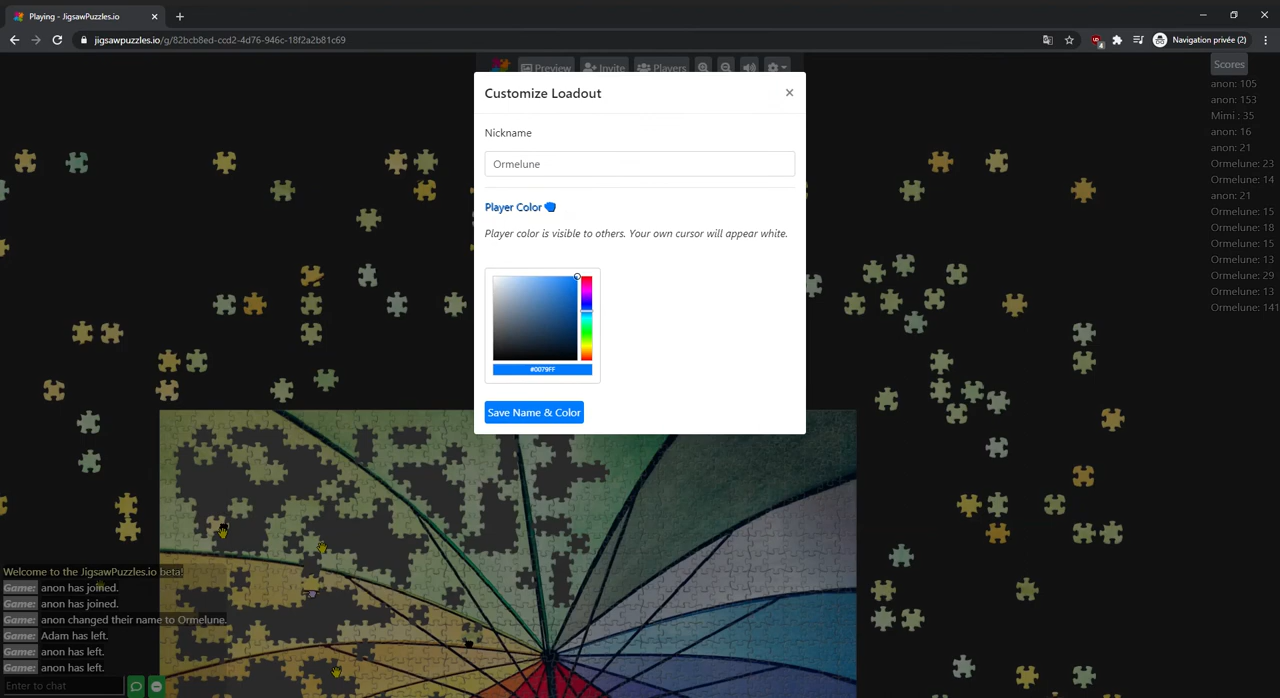 Playing - JigsawPuzzles.io
jigsawpuzzles.io/g/82bcb8ed-ccd2-4d76-946c-18f2a2b81c69
4
Navigation privée (2)
Preview
Invite
Players
Scores
anon: 105
anon: 153
Mimi : 35
anon: 16
anon: 21
Ormelune: 23
Ormelune: 14
anon: 21
Ormelune: 15
Ormelune: 18
Ormelune: 15
Ormelune: 13
Ormelune: 29
Ormelune: 13
Ormelune: 141
Customize Loadout
Nickname
Ormelune
Player Color
Player color is visible to others. Your own cursor will appear white.
#0079FF
Save Name & Color
Welcome to the JigsawPuzzles.io beta!
Game: anon has joined.
Game: anon has joined.
Game: anon changed their name to Ormelune.
Game: Adam has left.
Game: anon has left.
Game: anon has left.
Enter to chat